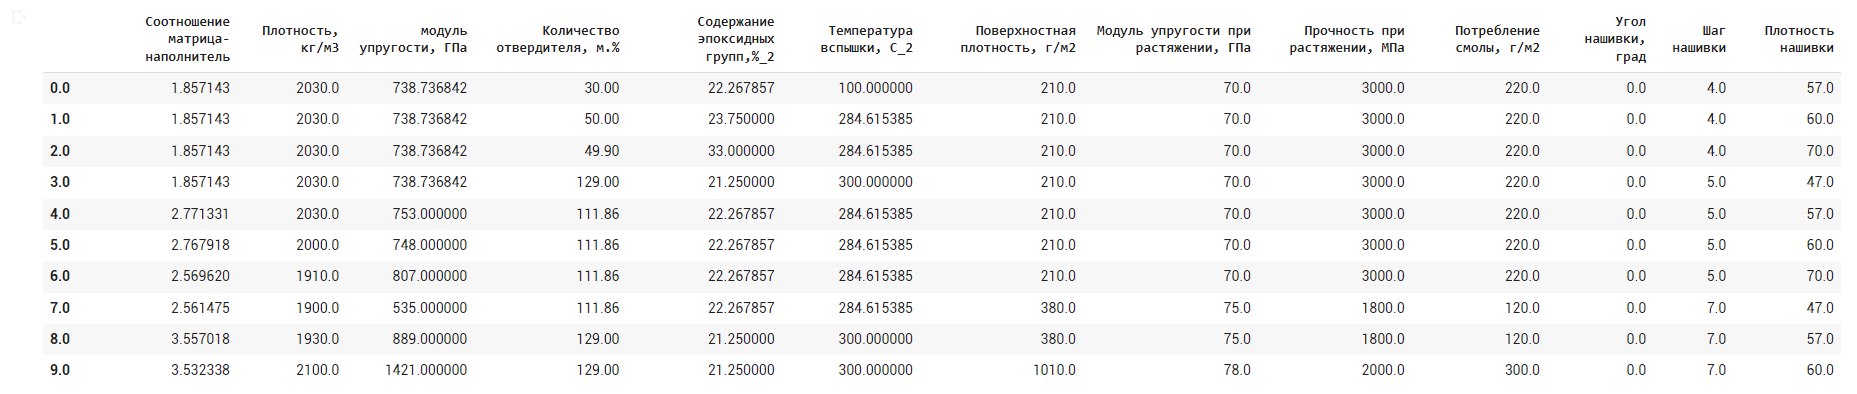 Соотношение матрица-наполнитель Плотность, кг/м3 модуль упругости, ГПа Количество отвердителя, м.% Содержание эпоксидных групп,%_2 Температура вспышки, С_2 Поверхностная плотность, г/м2 Модуль упругости при растяжении, ГПа Прочность при растяжении, МПа Потребление смолы, г/м2 Угол нашивки, град Шаг нашивки Плотность нашивки
0.0 1.857143 2030.0 738.736842 30.00 22.267857 100.000000 210.0 70.0 3000.0 220.0 0.0 4.0 57.0
1.0 1.857143 2030.0 738.736842 50.00 23.750000 284.615385 210.0 70.0 3000.0 220.0 0.0 4.0 60.0
2.0 1.857143 2030.0 738.736842 49.90 33.000000 284.615385 210.0 70.0 3000.0 220.0 0.0 4.0 70.0
3.0 1.857143 2030.0 738.736842 129.00 21.250000 300.000000 210.0 70.0 3000.0 220.0 0.0 5.0 47.0
4.0 2.771331 2030.0 753.000000 111.86 22.267857 284.615385 210.0 70.0 3000.0 220.0 0.0 5.0 57.0
5.0 2.767918 2000.0 748.000000 111.86 22.267857 284.615385 210.0 70.0 3000.0 220.0 0.0 5.0 60.0
6.0 2.569620 1910.0 807.000000 111.86 22.267857 284.615385 210.0 70.0 3000.0 220.0 0.0 5.0 70.0
7.0 2.561475 1900.0 535.000000 111.86 22.267857 284.615385 380.0 75.0 1800.0 120.0 0.0 7.0 47.0
8.0 3.557018 1930.0 889.000000 129.00 21.250000 300.000000 380.0 75.0 1800.0 120.0 0.0 7.0 57.0
9.0 3.532338 2100.0 1421.000000 129.00 21.250000 300.000000 1010.0 78.0 2000.0 300.0 0.0 7.0 60.0